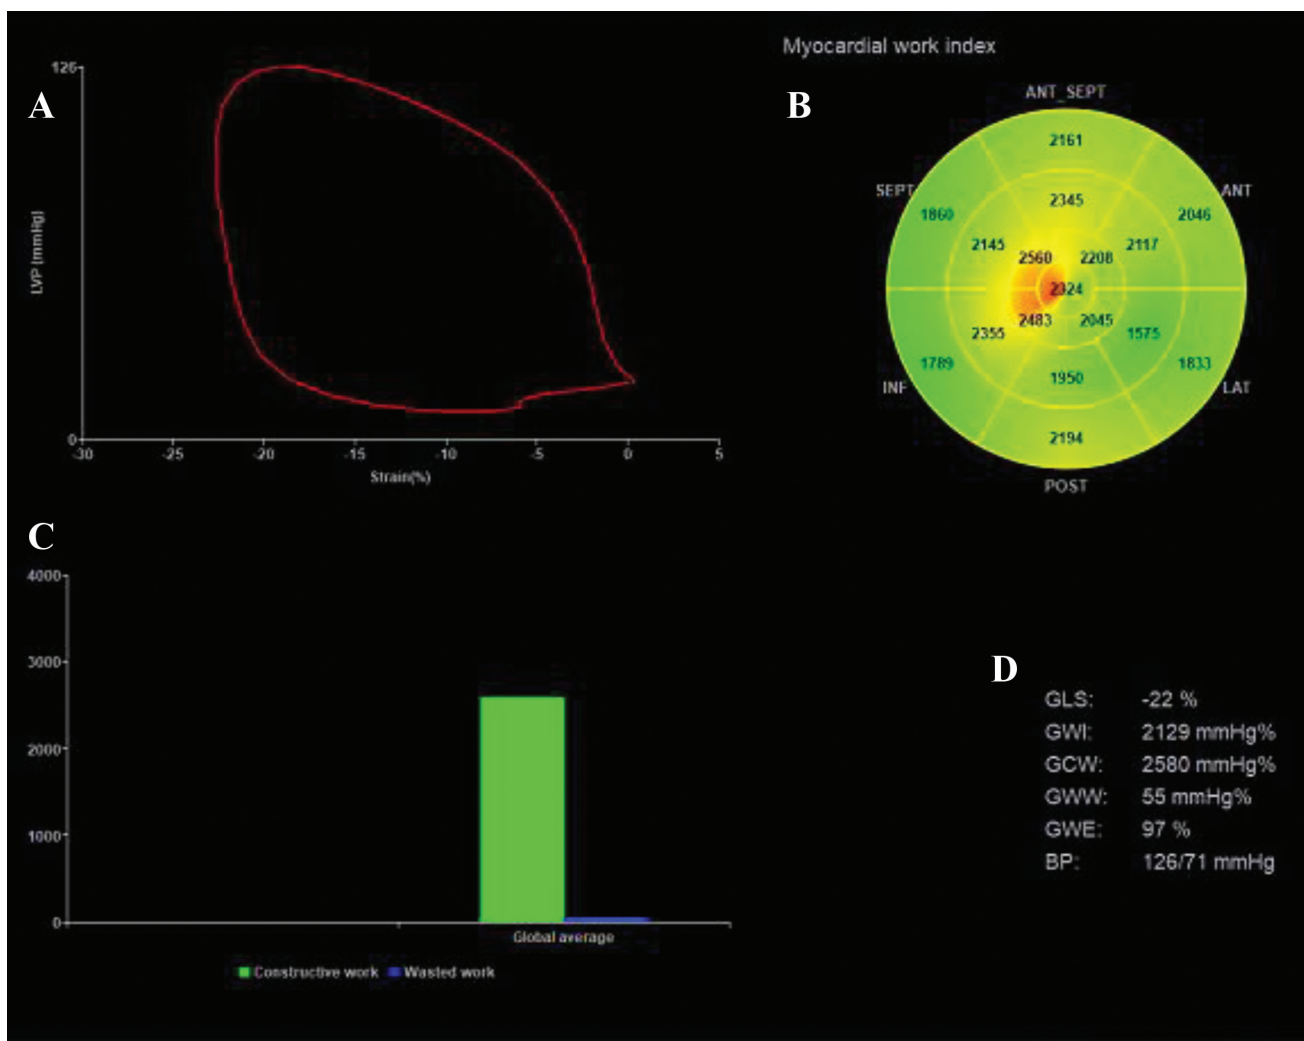 A
126
LVP (mmHg)
0
-30 -25 -20 -15 -10 -5 0 5
Strain(%)
Myocardial work index
B
ANT_SEPT
2161
SEPT
ANT
1860
2345
2046
2145
2560
2208
2117
2324
2355
2483
2045
1575
1789
1950
1833
INF
LAT
2194
POST
C
4000
3000
2000
1000
0
Global average
Constructive work Wasted work
D
GLS: -22 %
GWI: 2129 mmHg%
GCW: 2580 mmHg%
GWW: 55 mmHg%
GWE: 97 %
BP: 126/71 mmHg